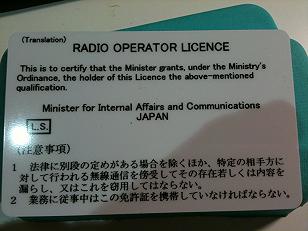 (Translation)
RADIO OPERATOR LICENCE
This is to certify that the Minister grants, under the Ministry's
Ordinance, the holder of this Licence the above-mentioned
qualification.
Minister for Internal Affairs and Communications
JAPAN
L.S.
(注意事項)
1 法律に別段の定めがある場合を除くほか、特定の相手方に
対して行われる無線通信を傍受してその存在若しくは内容を
漏らし、又はこれを窃用してはならない。
2 業務に従事中はこの免許証を携帯していなければならない。